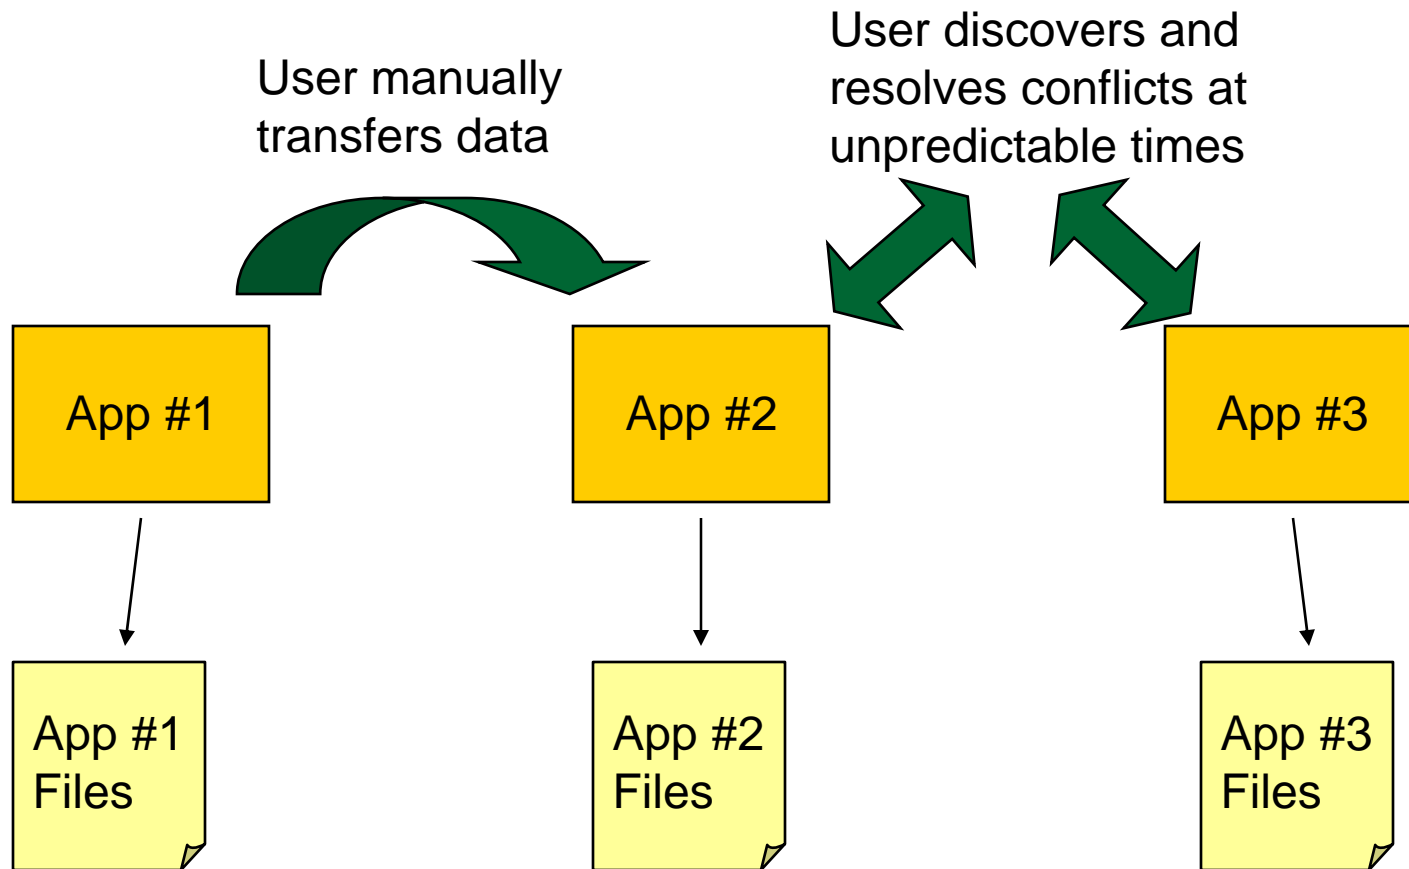 User manually
transfers data
User discovers and
resolves conflicts at
unpredictable times
App #1
App #2
App #3
App #1
Files
App #2
Files
App #3
Files